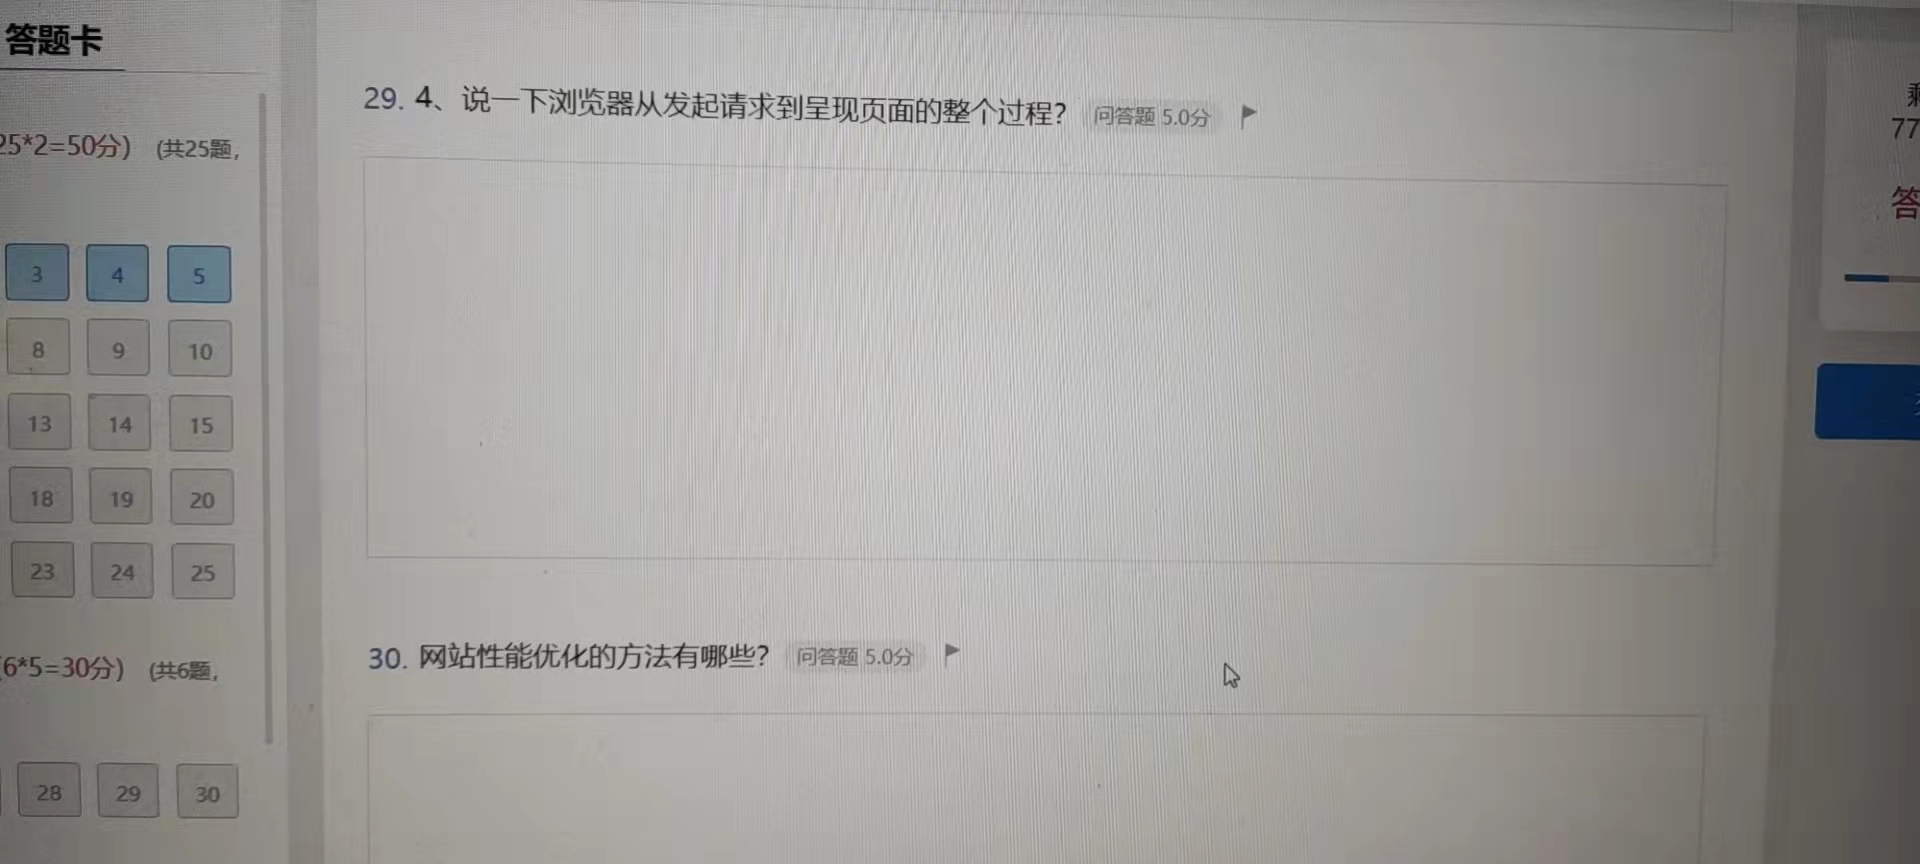 答题卡
25*2=50分) (共25题,
3 4 5
8 9 10
13 14 15
18 19 20
23 24 25
6*5=30分) (共6题,
28 29 30
29. 4、说一下浏览器从发起请求到呈现页面的整个过程? 问答题 5.0分
30. 网站性能优化的方法有哪些? 问答题 5.0分
77
答